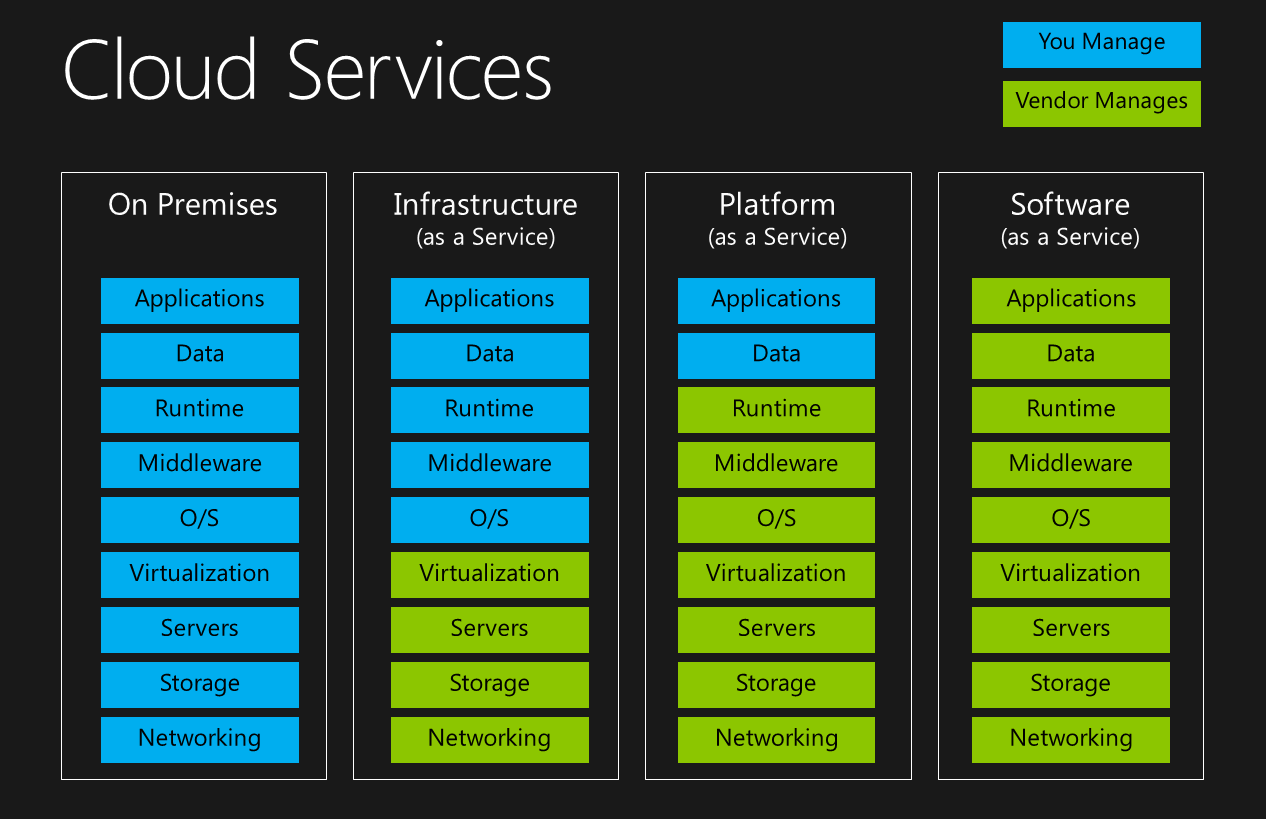 Cloud Services
You Manage
Vendor Manages
On Premises
Applications
Data
Runtime
Middleware
O/S
Virtualization
Servers
Storage
Networking
Infrastructure
(as a Service)
Applications
Data
Runtime
Middleware
O/S
Virtualization
Servers
Storage
Networking
Platform
(as a Service)
Applications
Data
Runtime
Middleware
O/S
Virtualization
Servers
Storage
Networking
Software
(as a Service)
Applications
Data
Runtime
Middleware
O/S
Virtualization
Servers
Storage
Networking